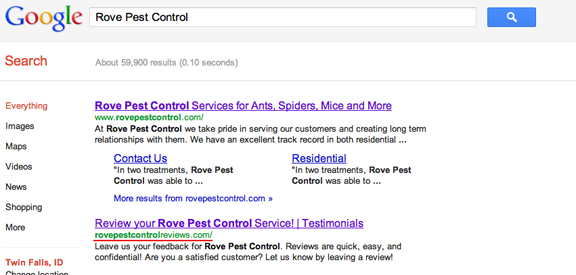 Google
Rove Pest Control
Search
About 59,900 results (0.10 seconds)
Everything
Images
Maps
Videos
News
Shopping
More
Twin Falls, ID
Change location
Rove Pest Control Services for Ants, Spiders, Mice and More
www.rovepestcontrol.com/
At Rove Pest Control we take pride in serving our customers and creating long term
relationships with them. We have an excellent track record in both residential ...
Contact Us
"In two treatments, Rove Pest
Control was able to ...
Residential
"In two treatments, Rove Pest
Control was able to ...
More results from rovepestcontrol.com »
Review your Rove Pest Control Service! | Testimonials
rovepestcontrolreviews.com/
Leave us your feedback for Rove Pest Control. Reviews are quick, easy, and
confidential! Are you a satisfied customer? Let us know by leaving a review!